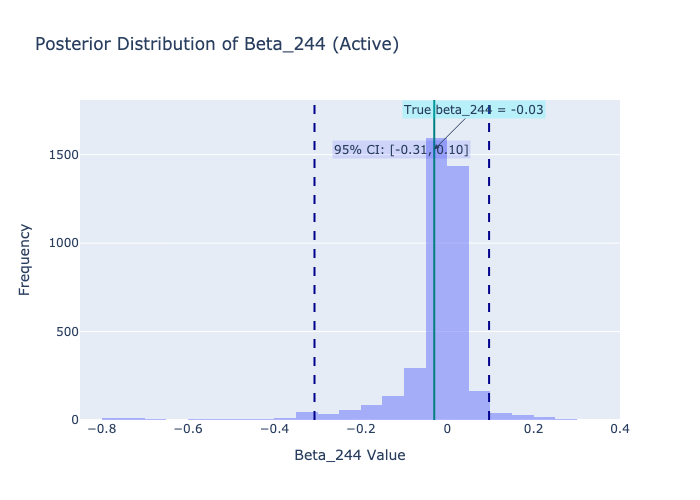 Posterior Distribution of Beta_244 (Active)
True beta_244 = -0.03
95% CI: [-0.31, 0.10]
Frequency
1500
1000
500
0
−0.8 −0.6 −0.4 −0.2 0 0.2 0.4
Beta_244 Value